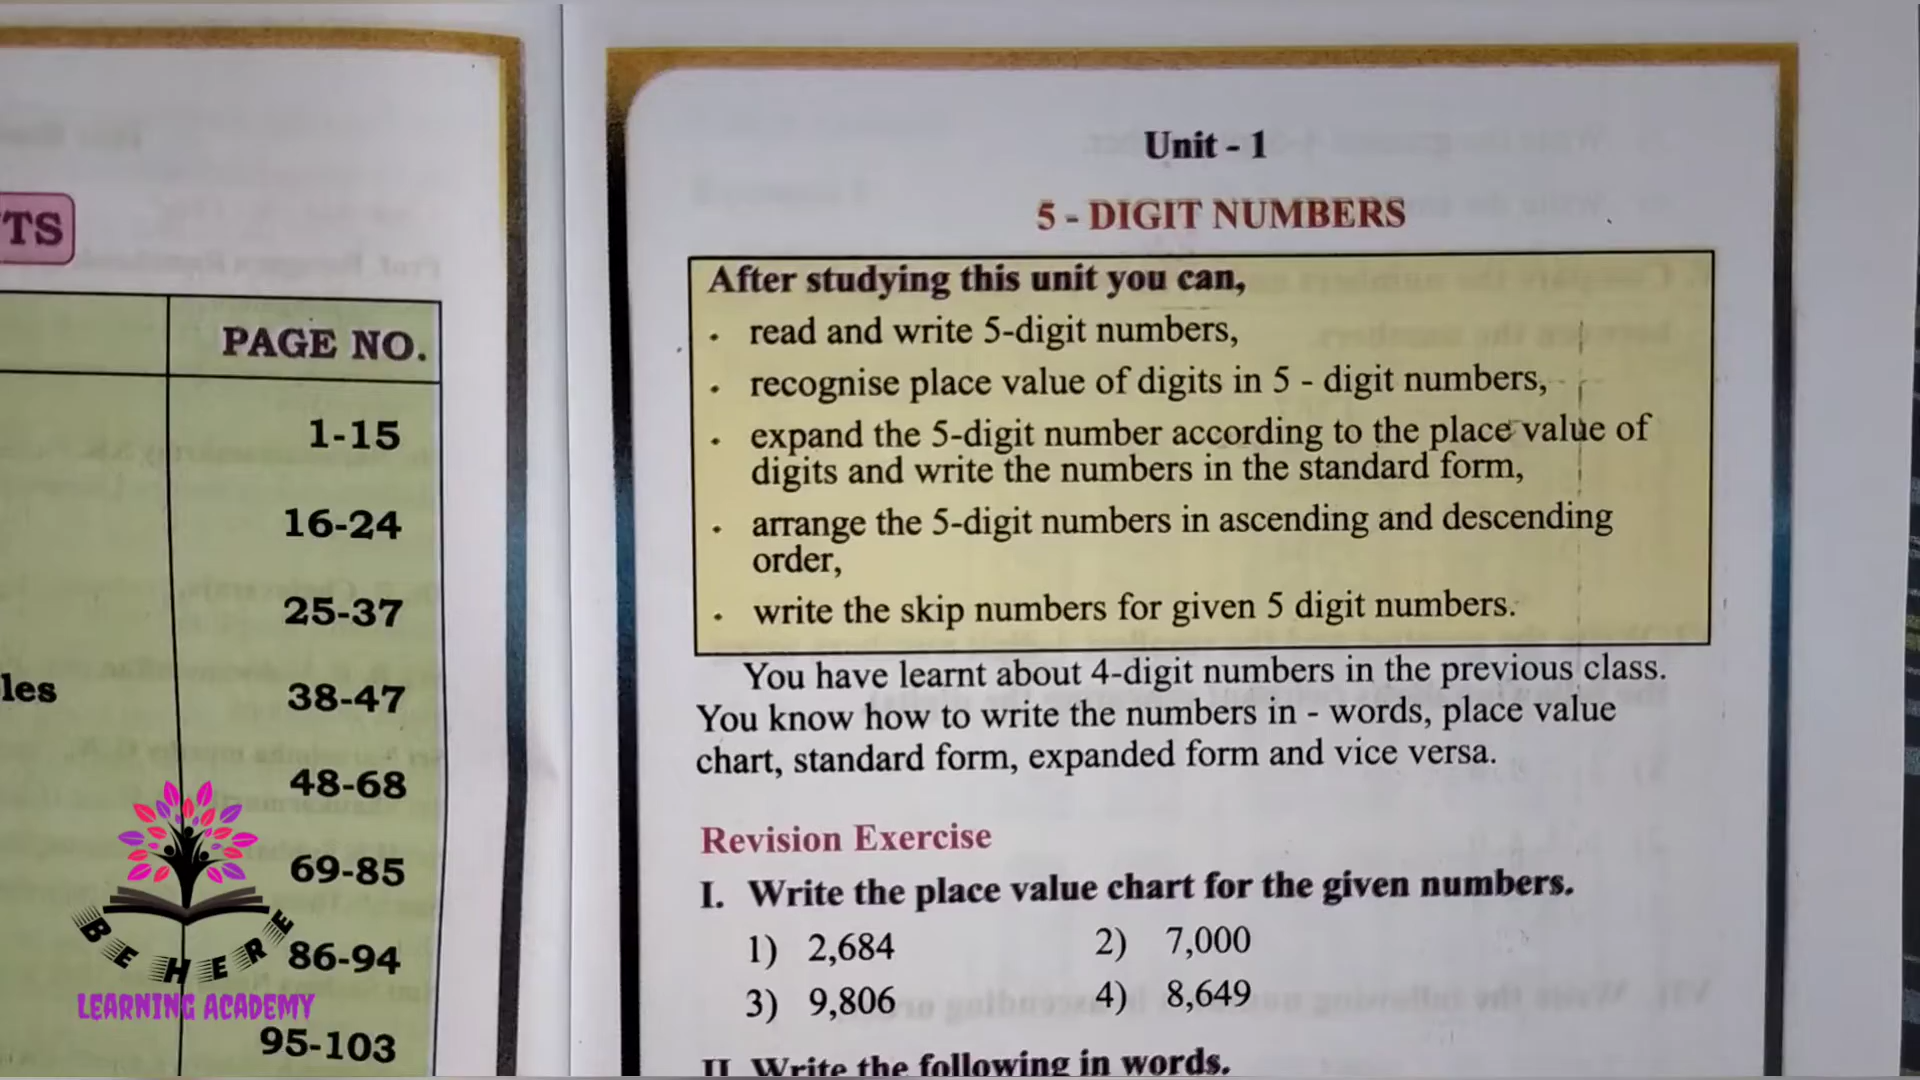 TS
PAGE NO.
1-15
16-24
25-37
les
38-47
48-68
69-85
86-94
95-103
BE HERE
LEARNING ACADEMY
Unit - 1
5 - DIGIT NUMBERS
After studying this unit you can,
• read and write 5-digit numbers,
• recognise place value of digits in 5 - digit numbers,
• expand the 5-digit number according to the place value of
digits and write the numbers in the standard form,
• arrange the 5-digit numbers in ascending and descending
order,
• write the skip numbers for given 5 digit numbers.
You have learnt about 4-digit numbers in the previous class.
You know how to write the numbers in - words, place value
chart, standard form, expanded form and vice versa.
Revision Exercise
I. Write the place value chart for the given numbers.
1) 2,684 2) 7,000
3) 9,806 4) 8,649
II Write the following in words.